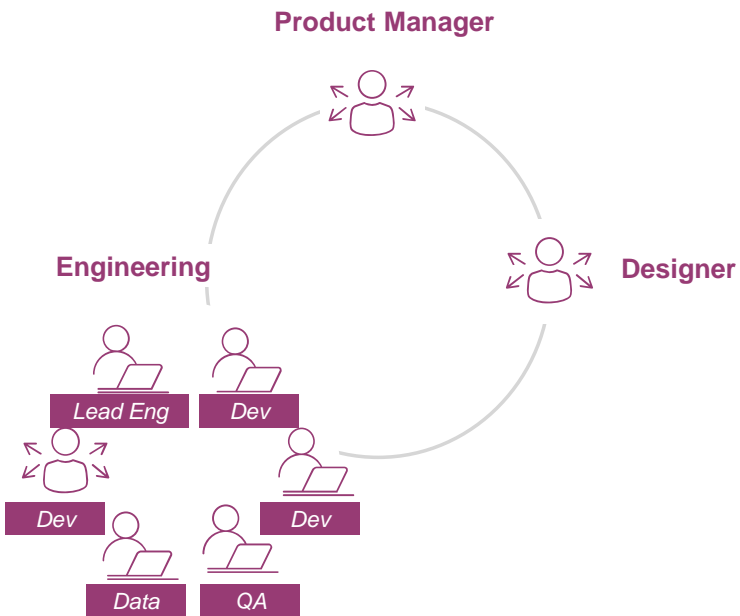 Product Manager
Engineering
Designer
Lead Eng
Dev
Dev
Dev
Data
QA